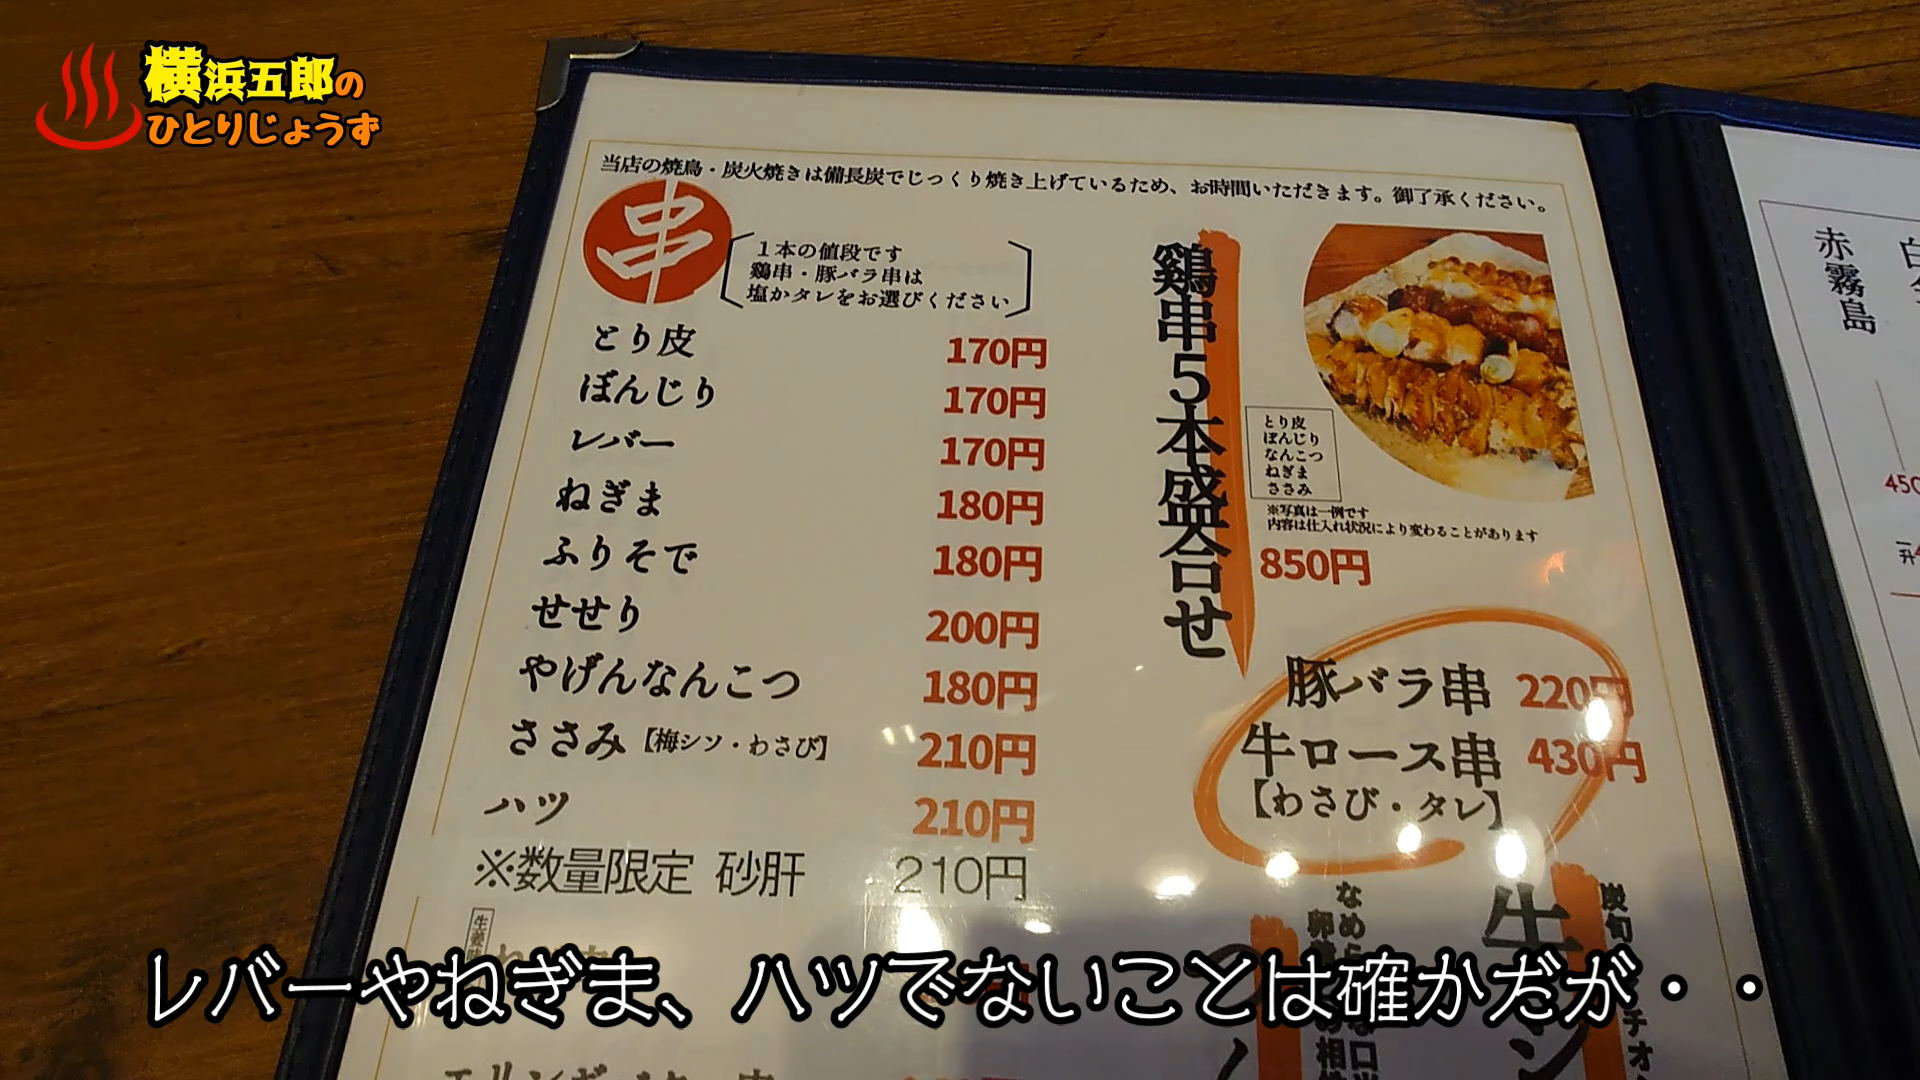 横浜五郎の
ひとりじょうず
当店の焼鳥・炭火焼きは備長炭でじっくり焼き上げているため、お時間いただきます。御了承ください。
串
1本の値段です
鶏串・豚バラ串は
塩かタレをお選びください
とり皮 170円
ぼんじり 170円
レバー 170円
ねぎま 180円
ふりそで 180円
せせり 200円
やげんなんこつ 180円
ささみ【梅シソ・わさび】 210円
ハツ 210円
※数量限定 砂肝 210円
鶏串5本盛合せ
とり皮
ぼんじり
なんこつ
ねぎま
ささみ
※写真は一例です
内容は仕入れ状況により変わることがあります
850円
豚バラ串 220円
牛ロース串 430円
【わさび・タレ】
赤霧島
レバーやねぎま、ハツでないことは確かだが・・